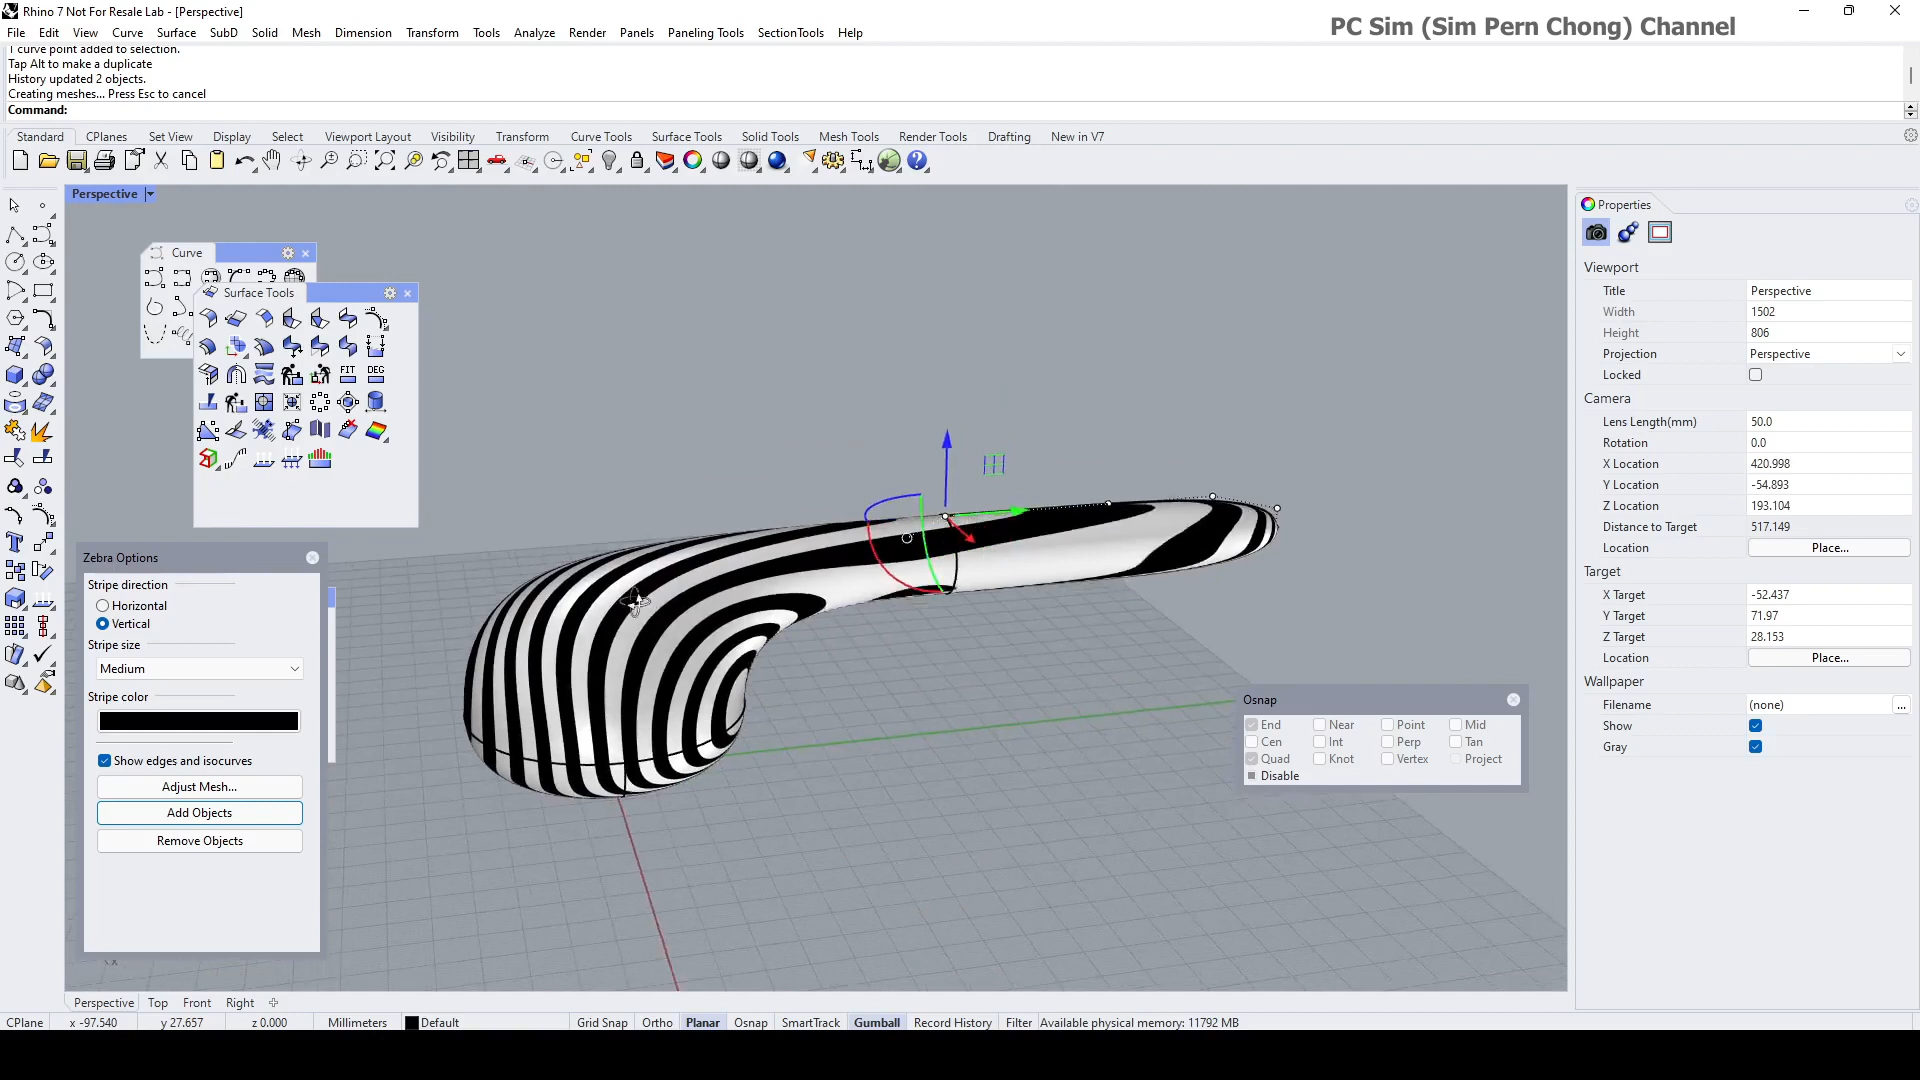 Rhino 7 Not For Resale Lab - [Perspective]
PC Sim (Sim Pern Chong) Channel
File Edit View Curve Surface SubD Solid Mesh Dimension Transform Tools Analyze Render Panels Paneling Tools SectionTools Help
1 curve point added to selection.
Tap Alt to make a duplicate
History updated 2 objects.
Creating meshes... Press Esc to cancel
Command:
Standard CPlanes Set View Display Select Viewport Layout Visibility Transform Curve Tools Surface Tools Solid Tools Mesh Tools Render Tools Drafting New in V7
Perspective
Curve
Surface Tools
FIT DEG
Zebra Options
Stripe direction
Horizontal
Vertical
Stripe size
Medium
Stripe color
Show edges and isocurves
Adjust Mesh...
Add Objects
Remove Objects
x
Osnap
End Near Point Mid
Cen Int Perp Tan
Quad Knot Vertex Project
Disable
Properties
Viewport
Title Perspective
Width 1502
Height 806
Projection Perspective
Locked
Camera
Lens Length(mm) 50.0
Rotation 0.0
X Location 420.998
Y Location -54.893
Z Location 193.104
Distance to Target 517.149
Location Place...
Target
X Target -52.437
Y Target 71.97
Z Target 28.153
Location Place...
Wallpaper
Filename (none) ...
Show
Gray
Perspective Top Front Right
CPlane x -97.540 y 27.657 z 0.000 Millimeters Default Grid Snap Ortho Planar Osnap SmartTrack Gumball Record History Filter Available physical memory: 11792 MB